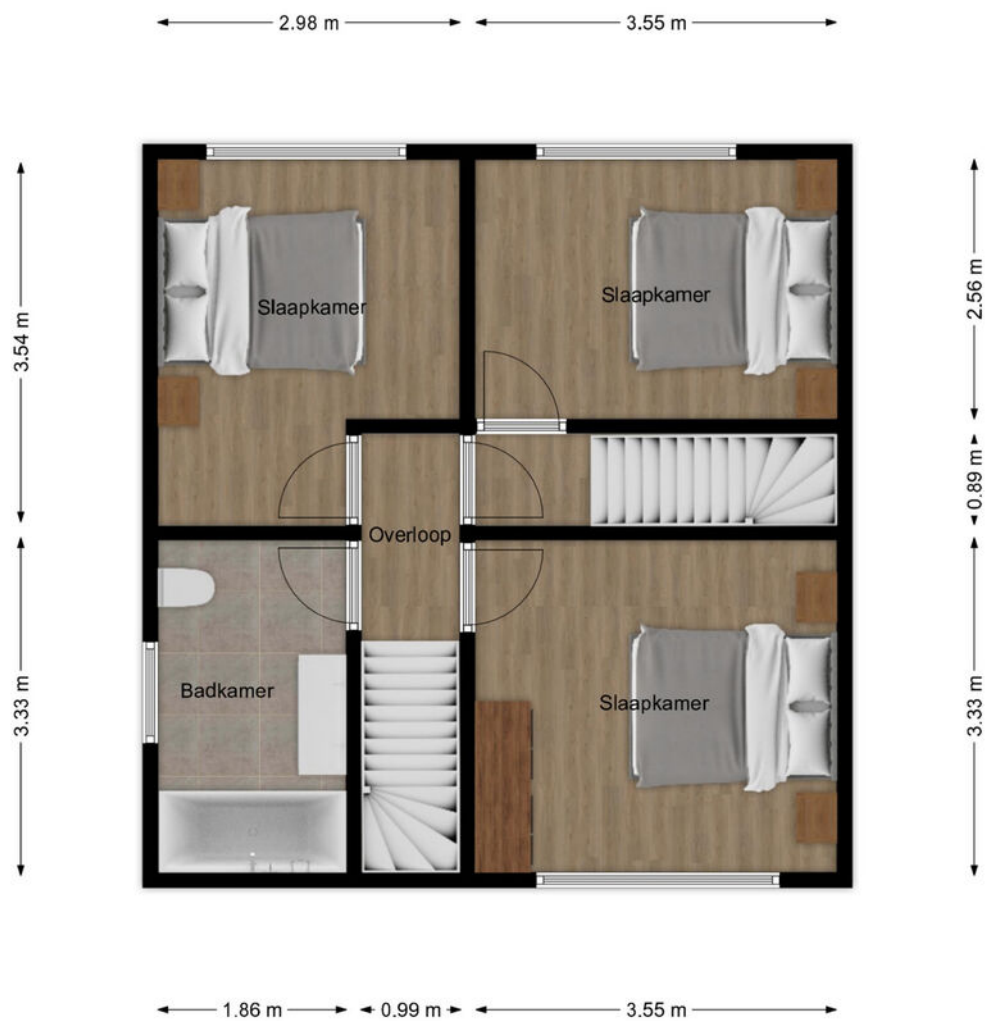 2.98 m
3.55 m
3.54 m
2.56 m
Slaapkamer
Slaapkamer
0.89 m
Overloop
3.33 m
3.33 m
Badkamer
Slaapkamer
1.86 m
0.99 m
3.55 m